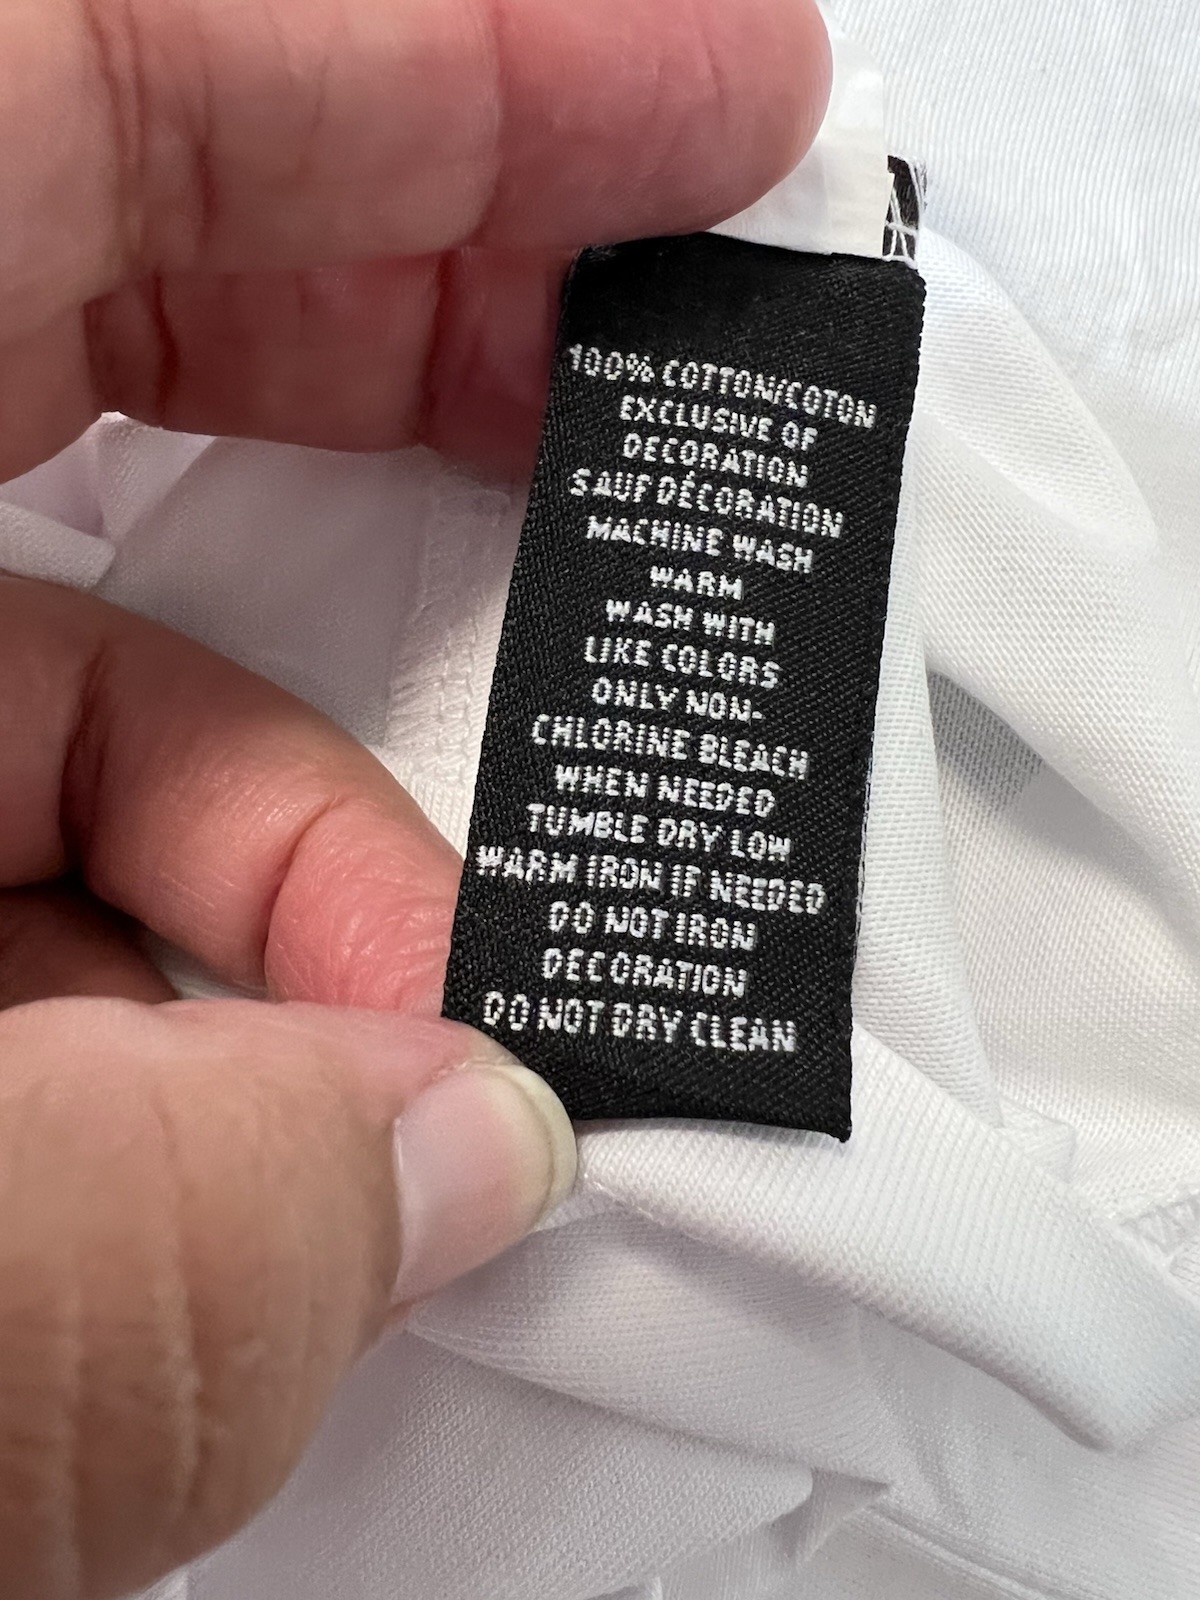 100% COTTON/COTON
EXCLUSIVE OF
DECORATION
SAUF DÉCORATION
MACHINE WASH
WARM
WASH WITH
LIKE COLORS
ONLY NON-
CHLORINE BLEACH
WHEN NEEDED
TUMBLE DRY LOW
WARM IRON IF NEEDED
DO NOT IRON
DECORATION
DO NOT DRY CLEAN